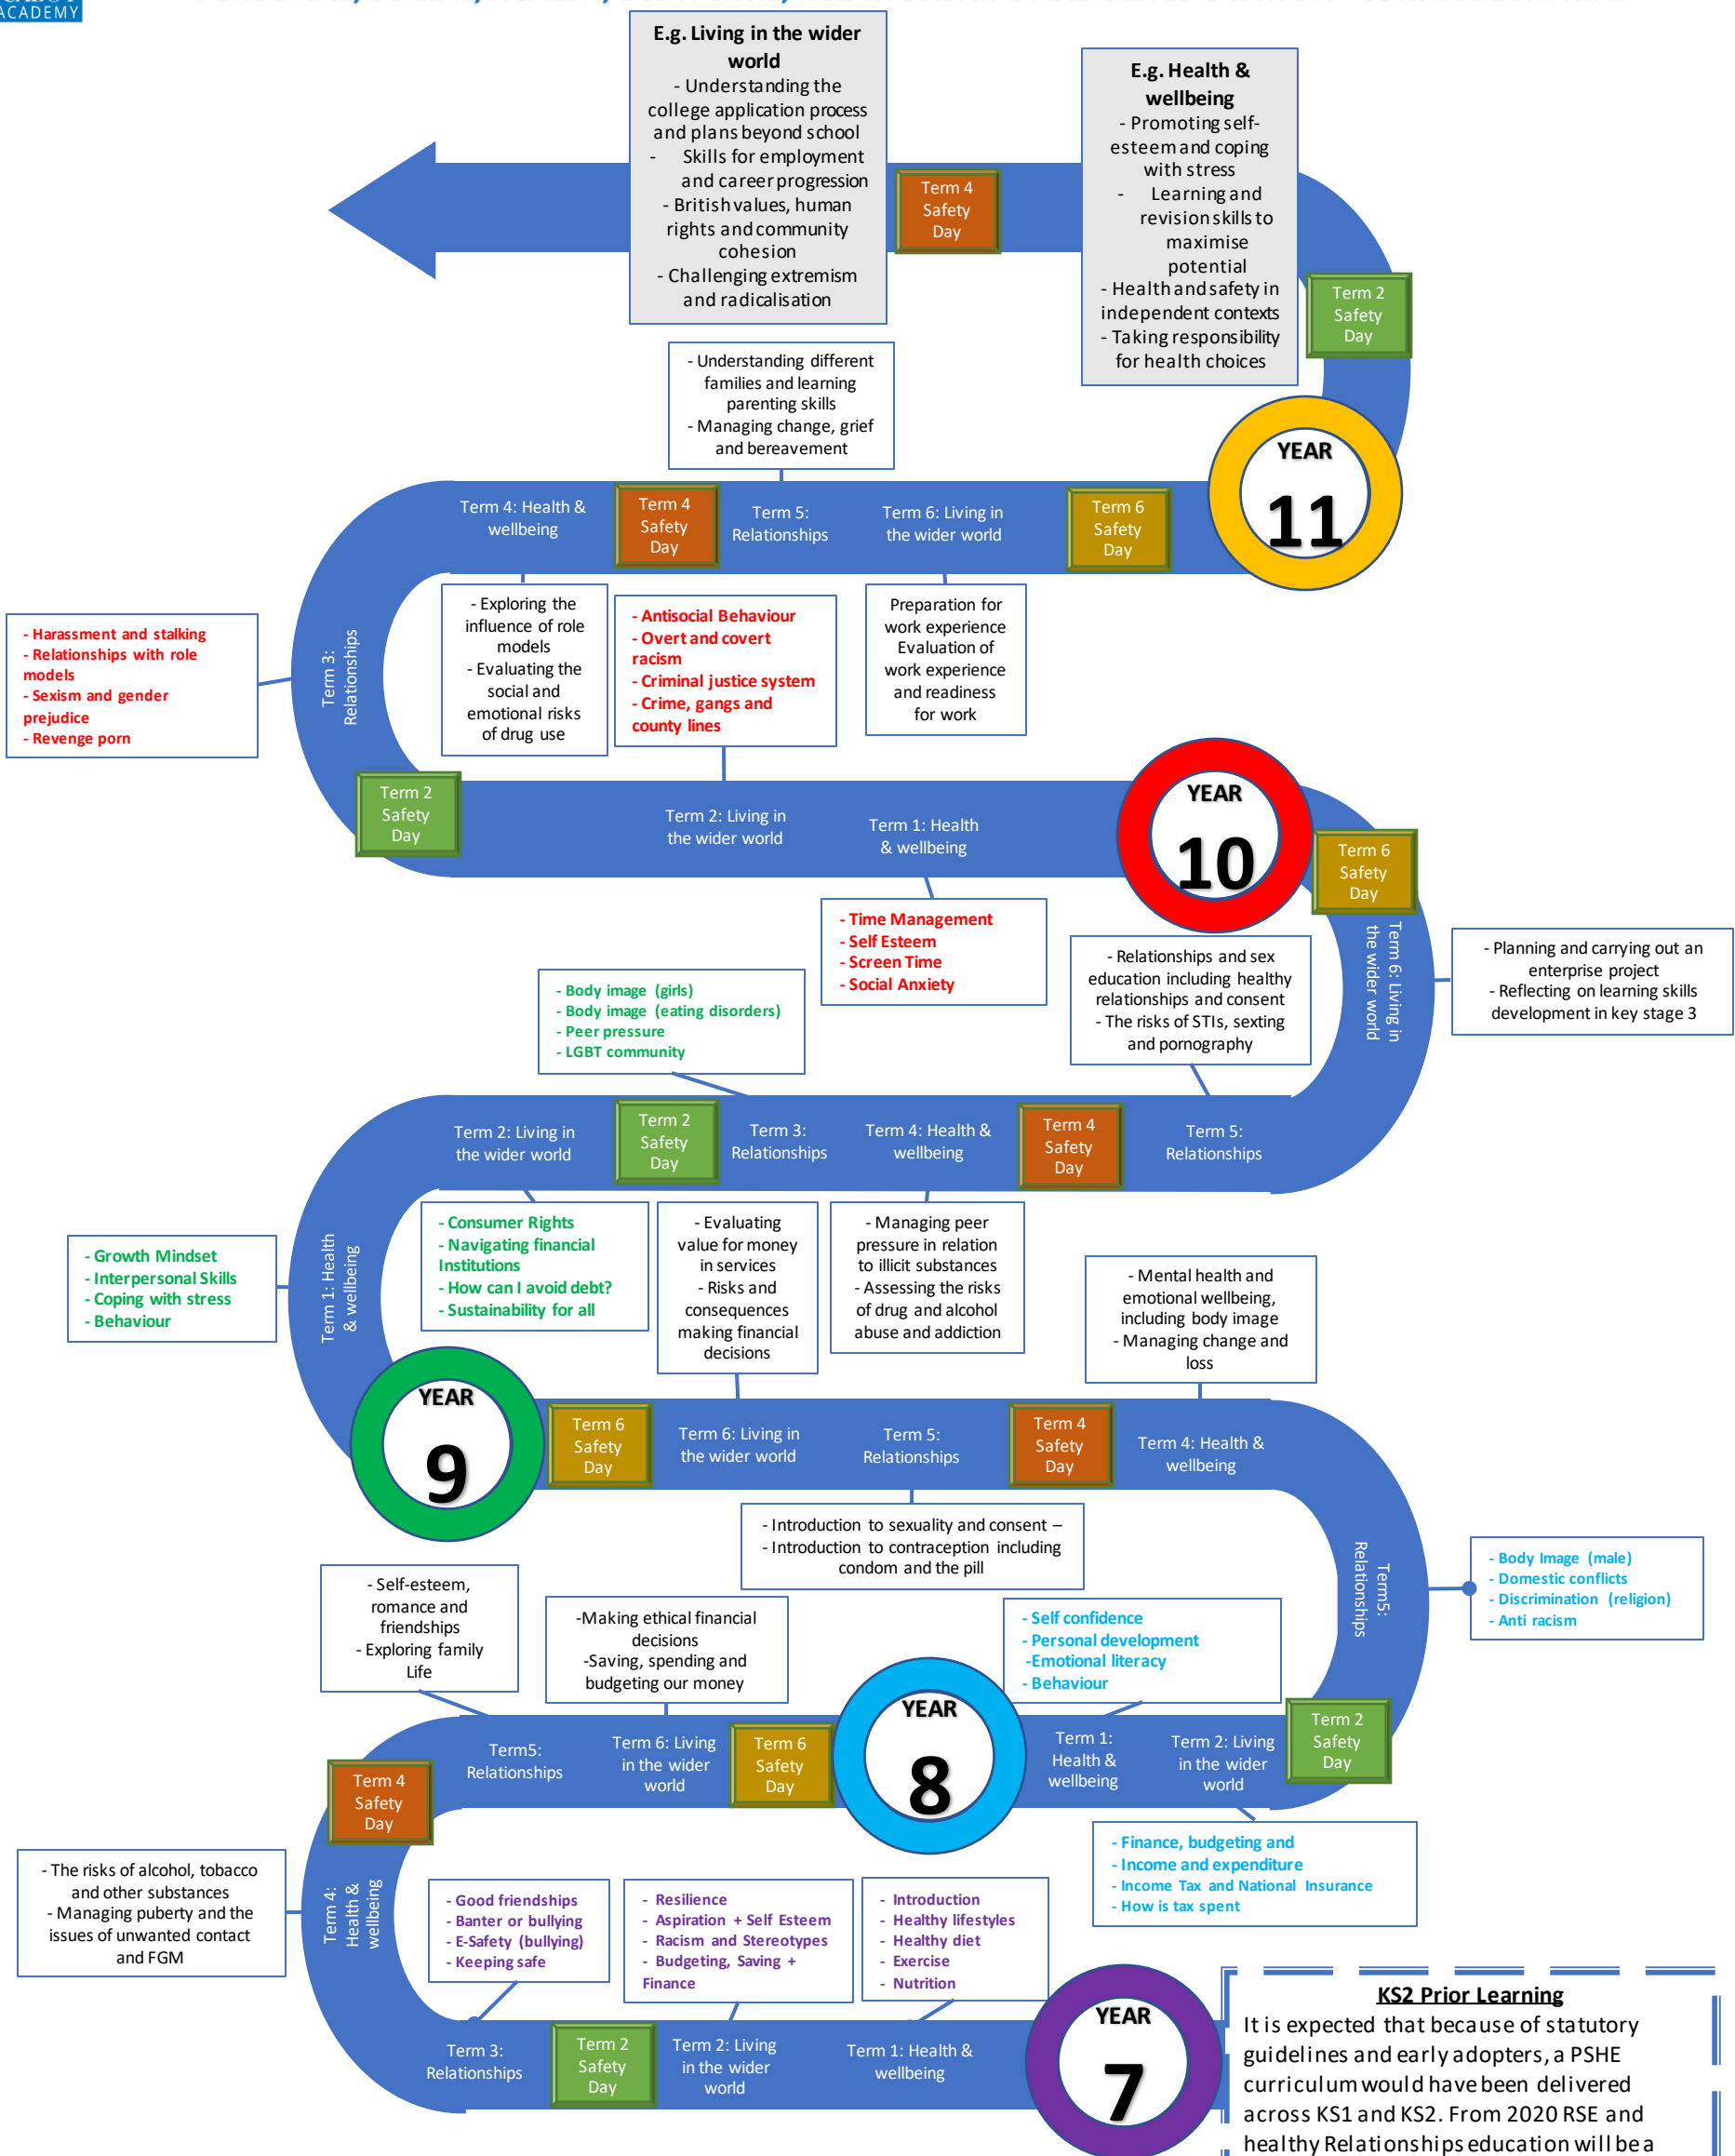 ACADEMY
E.g. Living in the wider
world
- Understanding the
college application process
and plans beyond school
- Skills for employment
and career progression
- British values, human
rights and community
cohesion
- Challenging extremism
and radicalisation
Term 4
Safety
Day
E.g. Health &
wellbeing
- Promoting self-
esteem and coping
with stress
- Learning and
revision skills to
maximise
potential
- Health and safety in
independent contexts
- Taking responsibility
for health choices
Term 2
Safety
Day
- Understanding different
families and learning
parenting skills
- Managing change, grief
and bereavement
YEAR
11
Term 4: Health &
wellbeing
Term 4
Safety
Day
Term 5:
Relationships
Term 6: Living in
the wider world
Term 6
Safety
Day
- Harassment and stalking
- Relationships with role
models
- Sexism and gender
prejudice
- Revenge porn
Term 3:
Relationships
- Exploring the
influence of role
models
- Evaluating the
social and
emotional risks
of drug use
- Antisocial Behaviour
- Overt and covert
racism
- Criminal justice system
- Crime, gangs and
county lines
Preparation for
work experience
Evaluation of
work experience
and readiness
for work
Term 2
Safety
Day
Term 2: Living in
the wider world
Term 1: Health
& wellbeing
YEAR
10
Term 6
Safety
Day
- Time Management
- Self Esteem
- Screen Time
- Social Anxiety
- Relationships and sex
education including healthy
relationships and consent
- The risks of STIs, sexting
and pornography
Term 6: Living in
the wider world
- Planning and carrying out an
enterprise project
- Reflecting on learning skills
development in key stage 3
- Body image (girls)
- Body image (eating disorders)
- Peer pressure
- LGBT community
Term 2: Living in
the wider world
Term 2
Safety
Day
Term 3:
Relationships
Term 4: Health &
wellbeing
Term 4
Safety
Day
Term 5:
Relationships
- Growth Mindset
- Interpersonal Skills
- Coping with stress
- Behaviour
Term 1: Health
& wellbeing
- Consumer Rights
- Navigating financial
Institutions
- How can I avoid debt?
- Sustainability for all
- Evaluating
value for money
in services
- Risks and
consequences
making financial
decisions
- Managing peer
pressure in relation
to illicit substances
- Assessing the risks
of drug and alcohol
abuse and addiction
- Mental health and
emotional wellbeing,
including body image
- Managing change and
loss
YEAR
9
Term 6
Safety
Day
Term 6: Living in
the wider world
Term 5:
Relationships
Term 4
Safety
Day
Term 4: Health &
wellbeing
- Introduction to sexuality and consent –
- Introduction to contraception including
condom and the pill
Term5:
Relationships
- Body Image (male)
- Domestic conflicts
- Discrimination (religion)
- Anti racism
- Self-esteem,
romance and
friendships
- Exploring family
Life
-Making ethical financial
decisions
-Saving, spending and
budgeting our money
- Self confidence
- Personal development
-Emotional literacy
- Behaviour
Term 4
Safety
Day
Term5:
Relationships
Term 6: Living
in the wider
world
Term 6
Safety
Day
YEAR
8
Term 1:
Health &
wellbeing
Term 2: Living
in the wider
world
Term 2
Safety
Day
- Finance, budgeting and
- Income and expenditure
- Income Tax and National Insurance
- How is tax spent
- The risks of alcohol, tobacco
and other substances
- Managing puberty and the
issues of unwanted contact
and FGM
Term 4:
Health &
wellbeing
- Good friendships
- Banter or bullying
- E-Safety (bullying)
- Keeping safe
- Resilience
- Aspiration + Self Esteem
- Racism and Stereotypes
- Budgeting, Saving +
Finance
- Introduction
- Healthy lifestyles
- Healthy diet
- Exercise
- Nutrition
Term 3:
Relationships
Term 2
Safety
Day
Term 2: Living
in the wider
world
Term 1: Health &
wellbeing
YEAR
7
KS2 Prior Learning
It is expected that because of statutory
guidelines and early adopters, a PSHE
curriculum would have been delivered
across KS1 and KS2. From 2020 RSE and
healthy Relationships education will be a